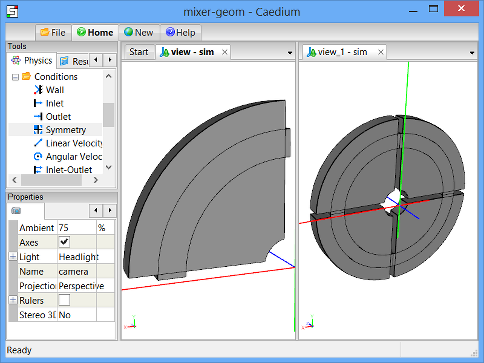 mixer-geom - Caedium
File Home New Help
Tools
Physics Resu
Conditions
Wall
Inlet
Outlet
Symmetry
Linear Velocity
Angular Veloc
Inlet-Outlet
Properties
Ambient 75 %
Axes
Light Headlight
Name camera
Projection Perspective
Rulers
Stereo 3D No
Start view - sim
view_1 - sim
Ready